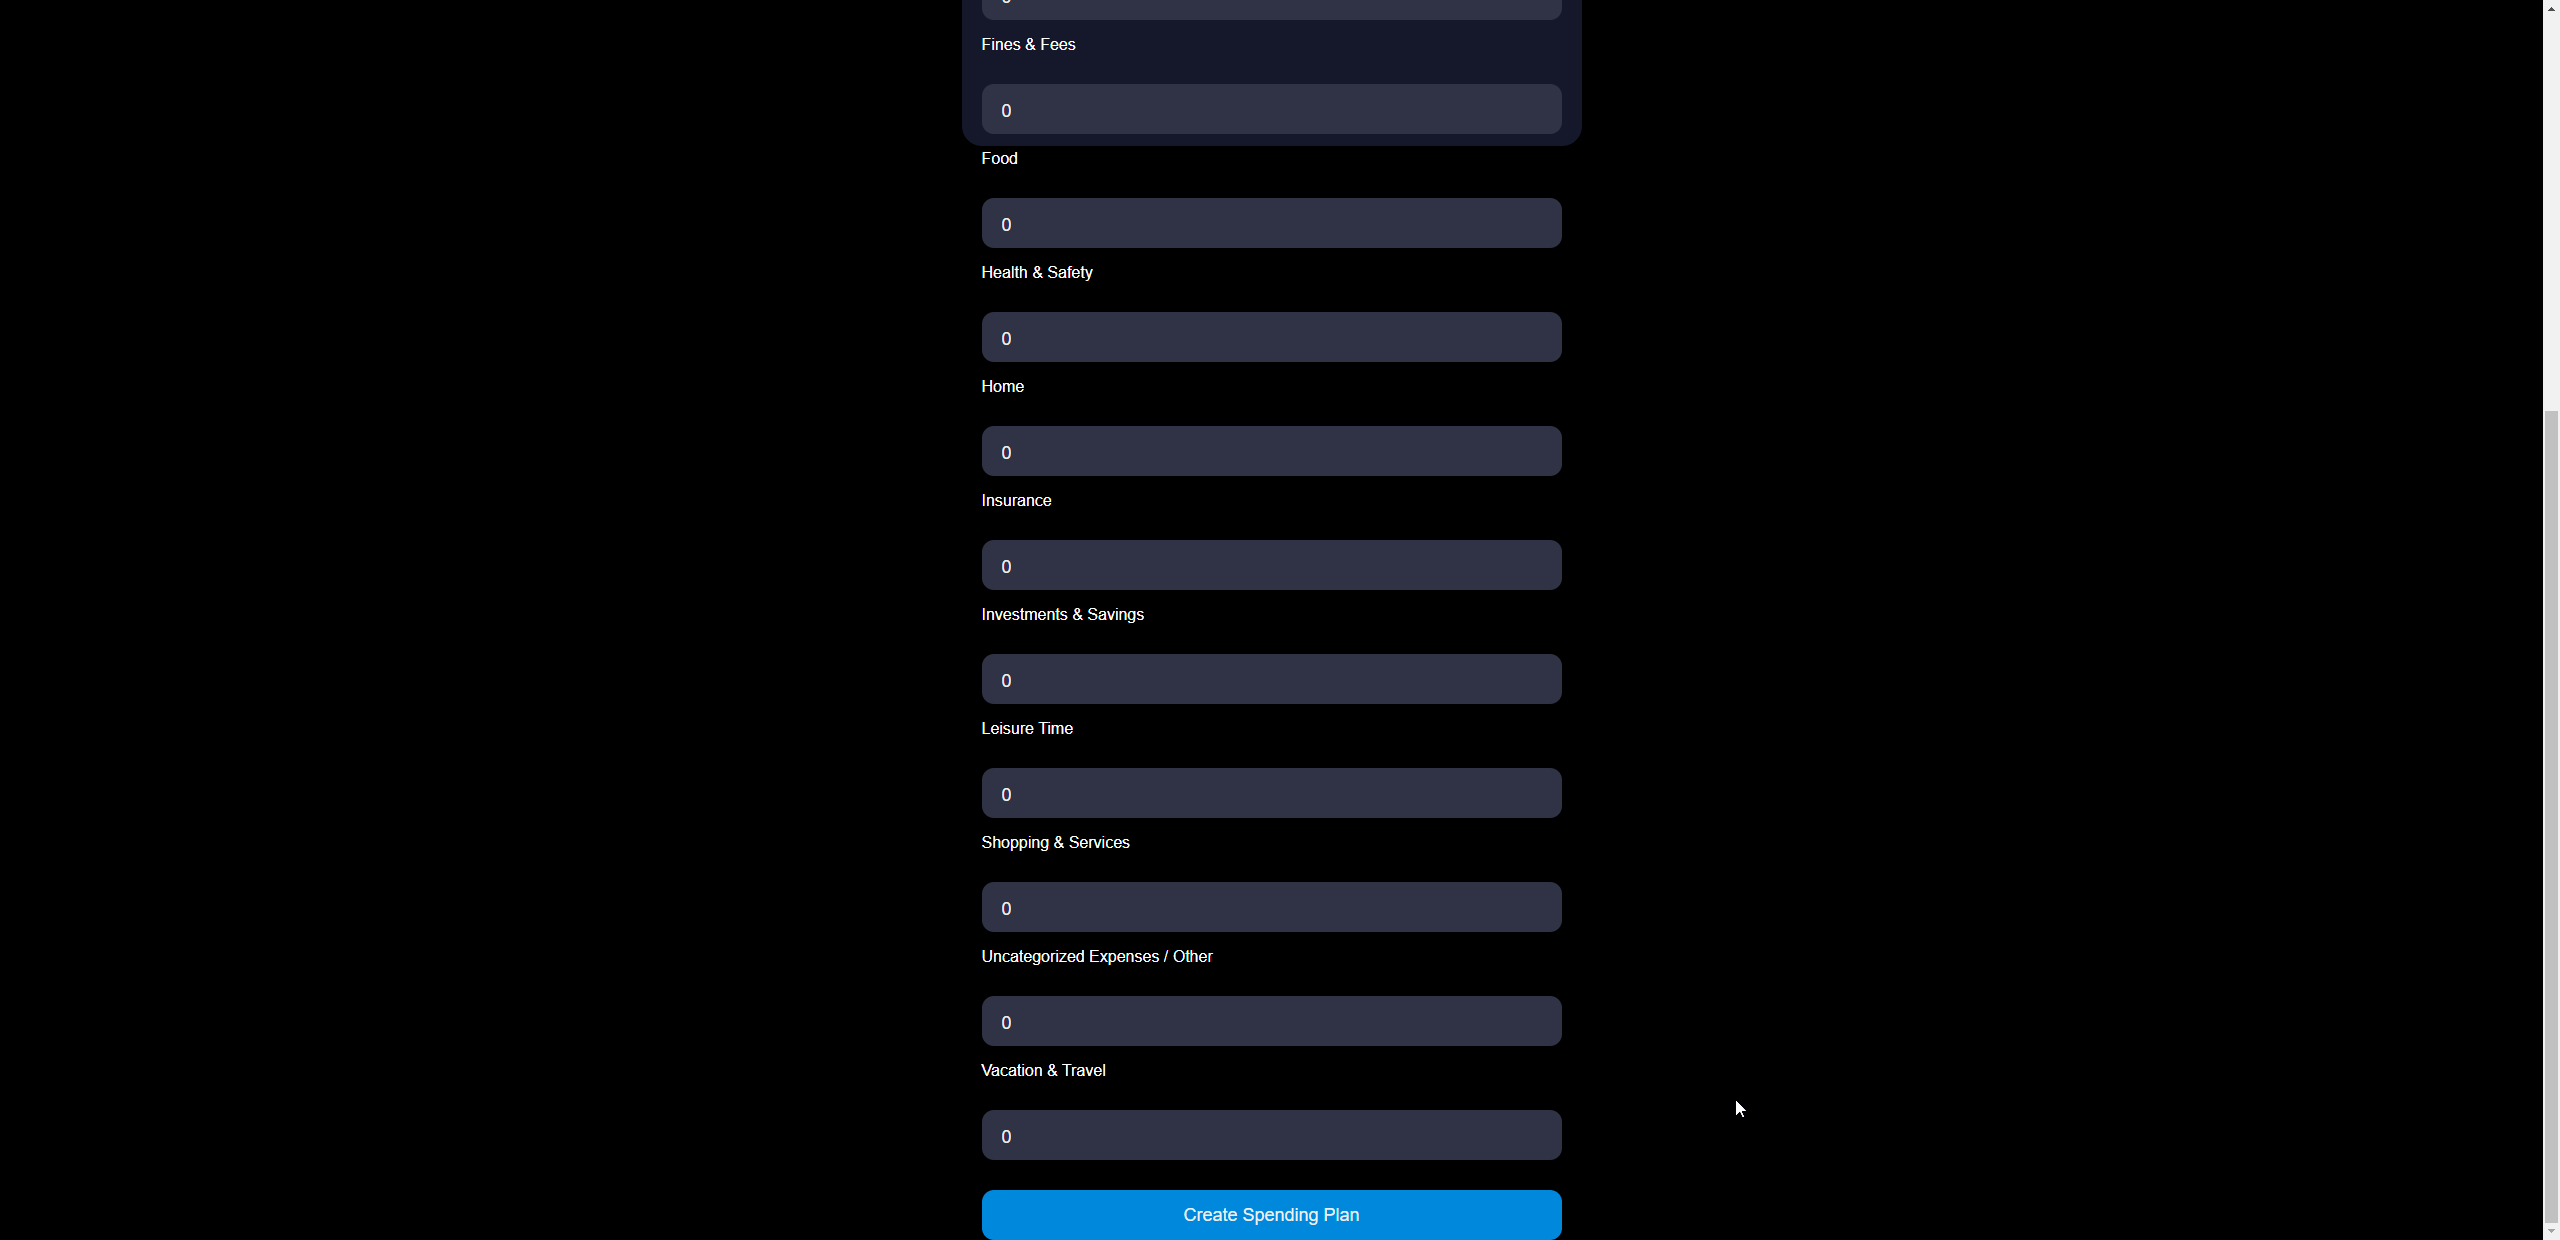 Fines & Fees
0
Food
0
Health & Safety
0
Home
0
Insurance
0
Investments & Savings
0
Leisure Time
0
Shopping & Services
0
Uncategorized Expenses / Other
0
Vacation & Travel
0
Create Spending Plan